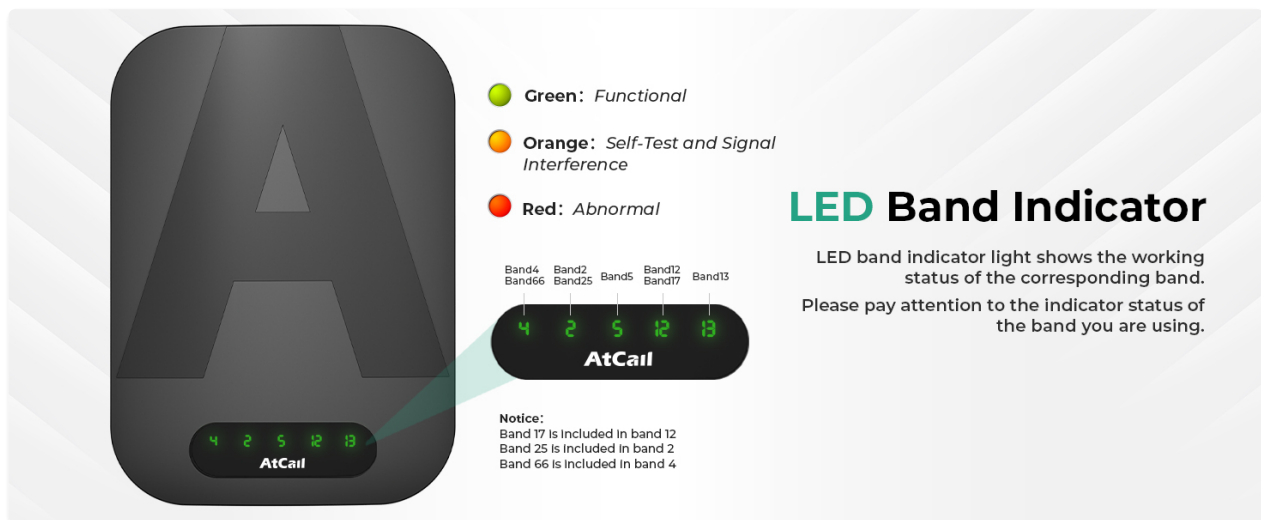 Green: Functional
Orange: Self-Test and Signal
Interference
Red: Abnormal
LED Band Indicator
LED band indicator light shows the working
status of the corresponding band.
Please pay attention to the indicator status of
the band you are using.
Band4
Band66
Band2
Band25
Band5
Band12
Band17
Band13
4 2 5 12 13
AtCall
4 2 5 12 13
AtCall
Notice:
Band 17 is included in band 12
Band 25 is included in band 2
Band 66 is included in band 4